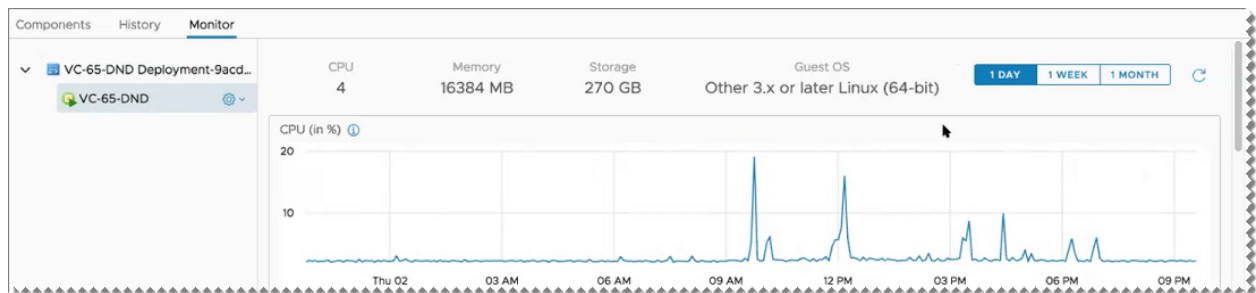 Components History Monitor
VC-65-DND Deployment-9acd...
VC-65-DND
CPU Memory Storage Guest OS
4 16384 MB 270 GB Other 3.x or later Linux (64-bit)
1 DAY 1 WEEK 1 MONTH
CPU (in %)
20
10
Thu 02 03 AM 06 AM 09 AM 12 PM 03 PM 06 PM 09 PM